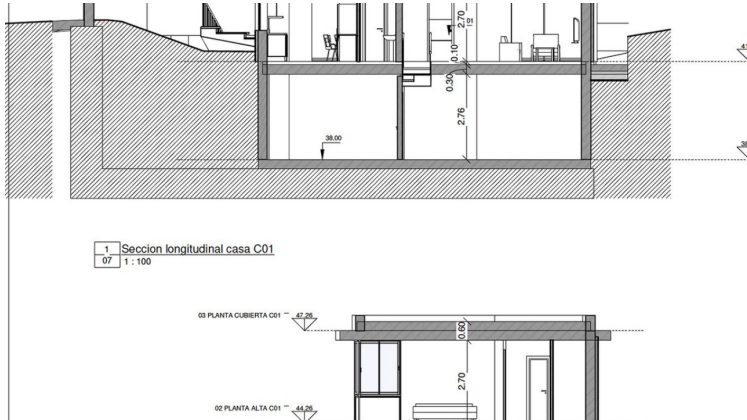 2.70
01
0.10
0.30
2.76
38.00
1 Seccion longitudinal casa C01
07 1 : 100
03 PLANTA CUBIERTA C01 47.26
0.60
2.70
02 PLANTA ALTA C01 44.26